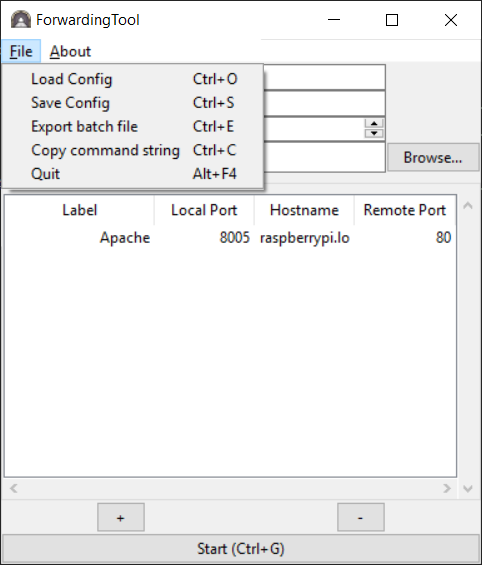 ForwardingTool
File About
Load Config Ctrl+O
Save Config Ctrl+S
Export batch file Ctrl+E
Copy command string Ctrl+C
Quit Alt+F4
Browse...
Label Local Port Hostname Remote Port
Apache 8005 raspberrypi.lo 80
+ -
Start (Ctrl+G)